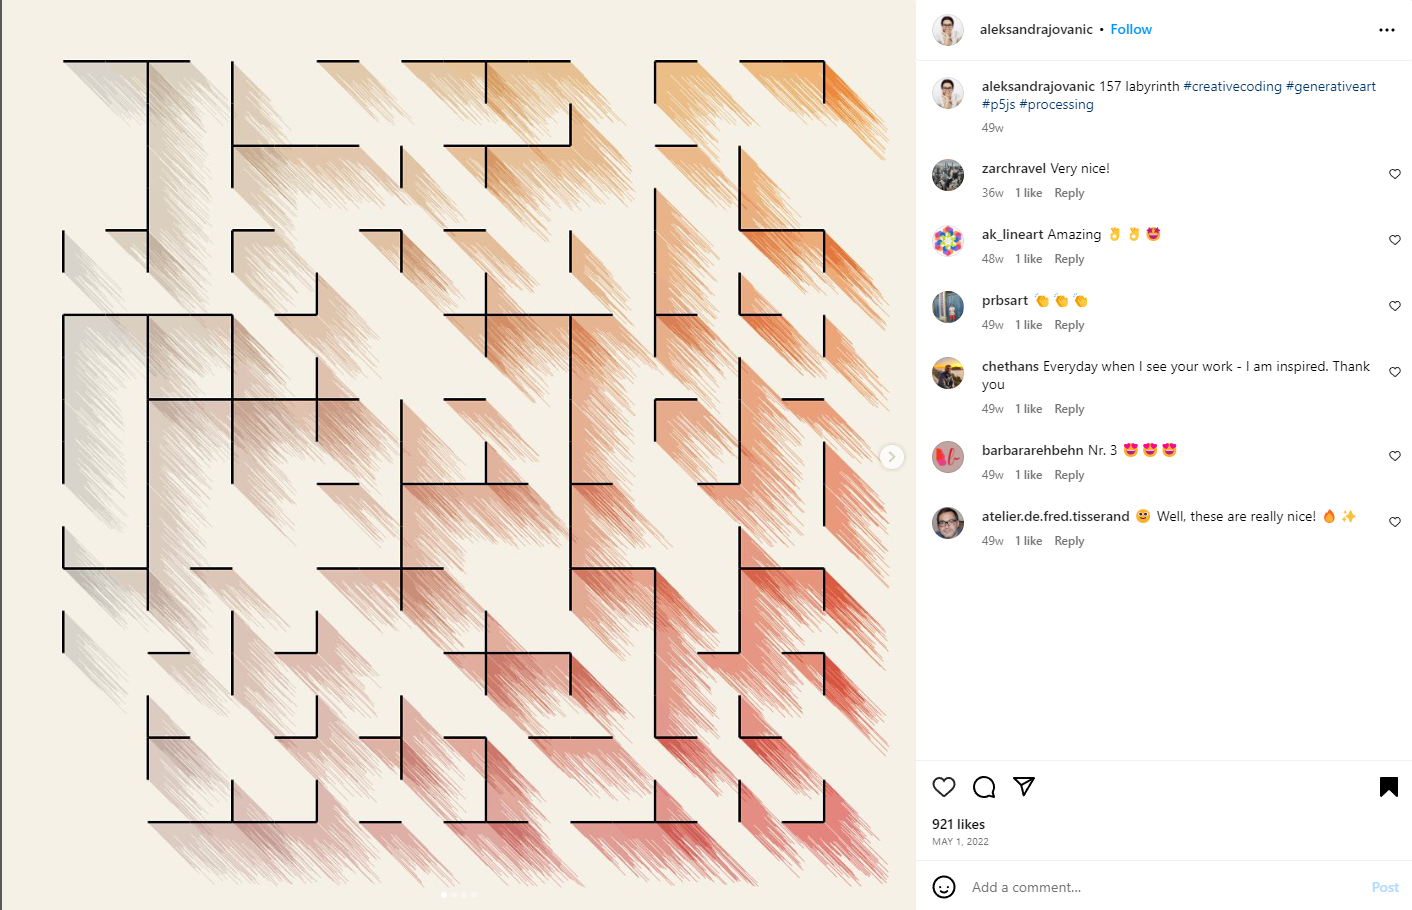 aleksandrajovanic • Follow
aleksandrajovanic 157 labyrinth #creativecoding #generativeart
#p5js #processing
49w
zarchravel Very nice!
36w 1 like Reply
ak_lineart Amazing 👌👌🤩
48w 1 like Reply
prbsart 👏👏👏
49w 1 like Reply
chethans Everyday when I see your work - I am inspired. Thank
you
49w 1 like Reply
barbararehbehn Nr. 3 😍😍😍
49w 1 like Reply
atelier.de.fred.tisserand 🙂 Well, these are really nice! 🔥✨
49w 1 like Reply
921 likes
MAY 1, 2022
Add a comment... Post